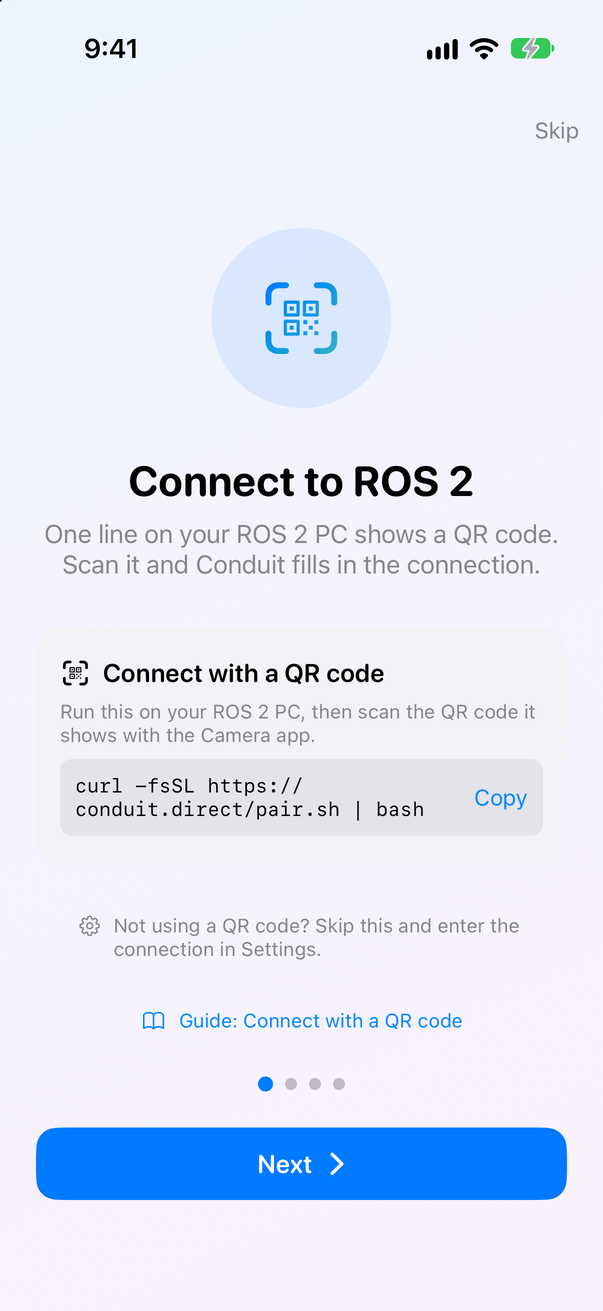 9:41
Skip
Connect to ROS 2
One line on your ROS 2 PC shows a QR code.
Scan it and Conduit fills in the connection.
Connect with a QR code
Run this on your ROS 2 PC, then scan the QR code it
shows with the Camera app.
curl -fsSL https://
conduit.direct/pair.sh | bash
Copy
Not using a QR code? Skip this and enter the
connection in Settings.
Guide: Connect with a QR code
Next